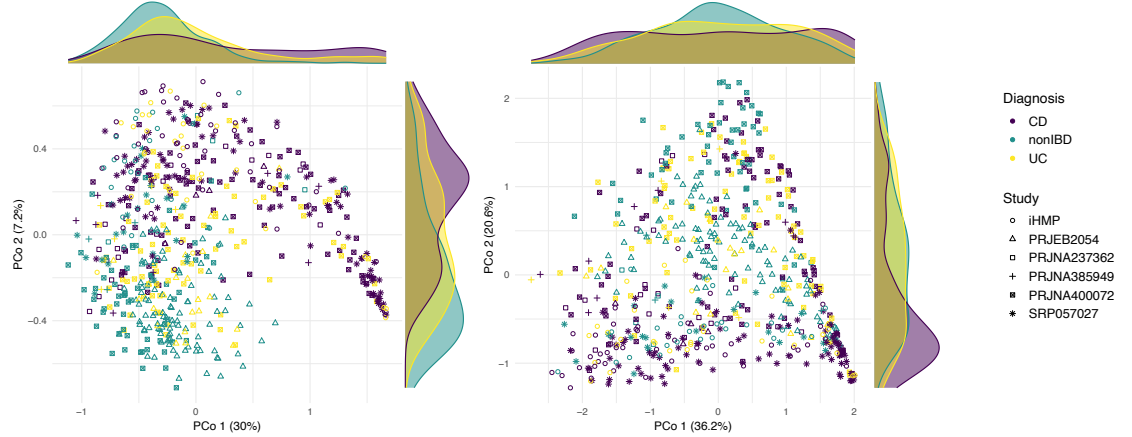 0.4
0.0
−0.4
PCo 2 (7.2%)
−1
0
1
PCo 1 (30%)
2
1
0
−1
PCo 2 (20.6%)
−2
−1
0
1
2
PCo 1 (36.2%)
Diagnosis
CD
nonIBD
UC
Study
iHMP
PRJEB2054
PRJNA237362
PRJNA385949
PRJNA400072
SRP057027